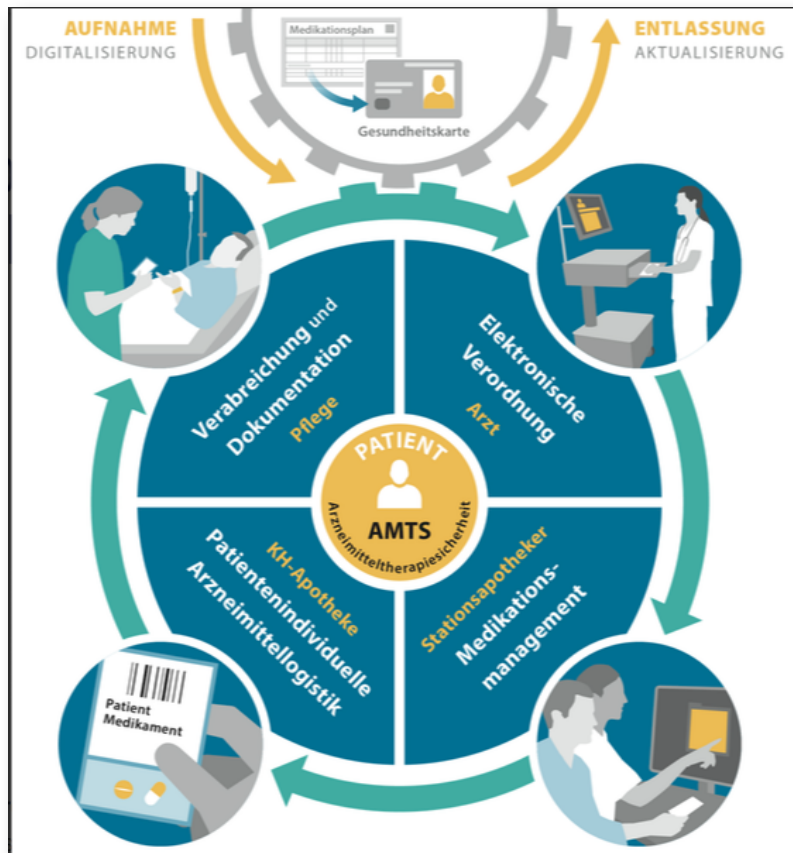 AUFNAHME
DIGITALISIERUNG
Medikationsplan
Gesundheitskarte
ENTLASSUNG
AKTUALISIERUNG
Verabreichung und
Dokumentation
Pflege
Elektronische
Verordnung
Arzt
PATIENT
AMTS
Arzneimitteltherapiesicherheit
KH-Apotheke
Patientenindividuelle
Arzneimittellogistik
Stationsapotheker
Medikations-
management
Patient
Medikament